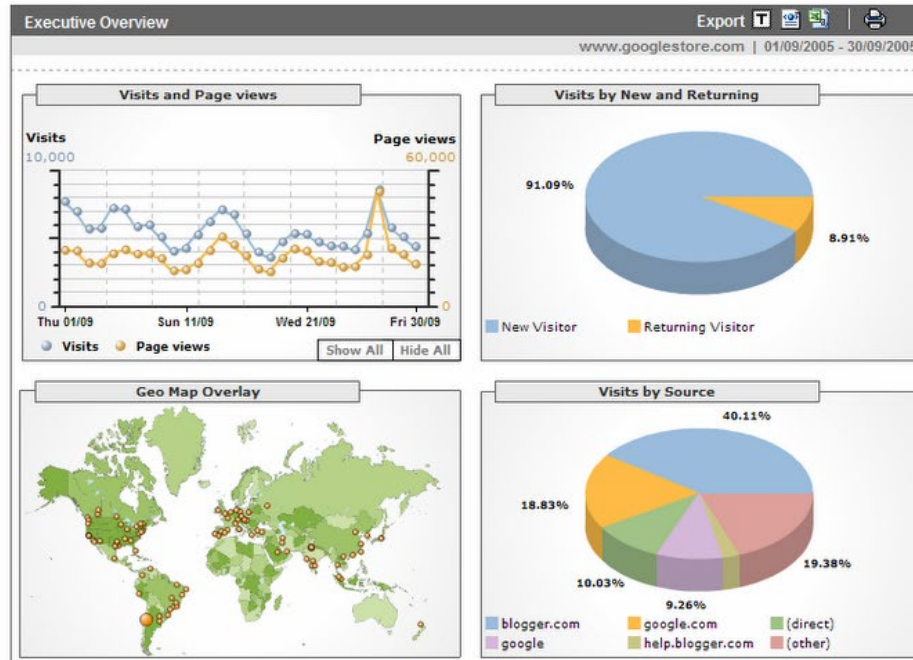 Executive Overview
Export T
www.googlestore.com | 01/09/2005 - 30/09/2005
Visits and Page views
Visits
Page views
10,000
60,000
0
0
Thu 01/09
Sun 11/09
Wed 21/09
Fri 30/09
Visits
Page views
Show All
Hide All
Visits by New and Returning
91.09%
8.91%
New Visitor
Returning Visitor
Geo Map Overlay
Visits by Source
40.11%
18.83%
19.38%
10.03%
9.26%
blogger.com
google.com
(direct)
google
help.blogger.com
(other)